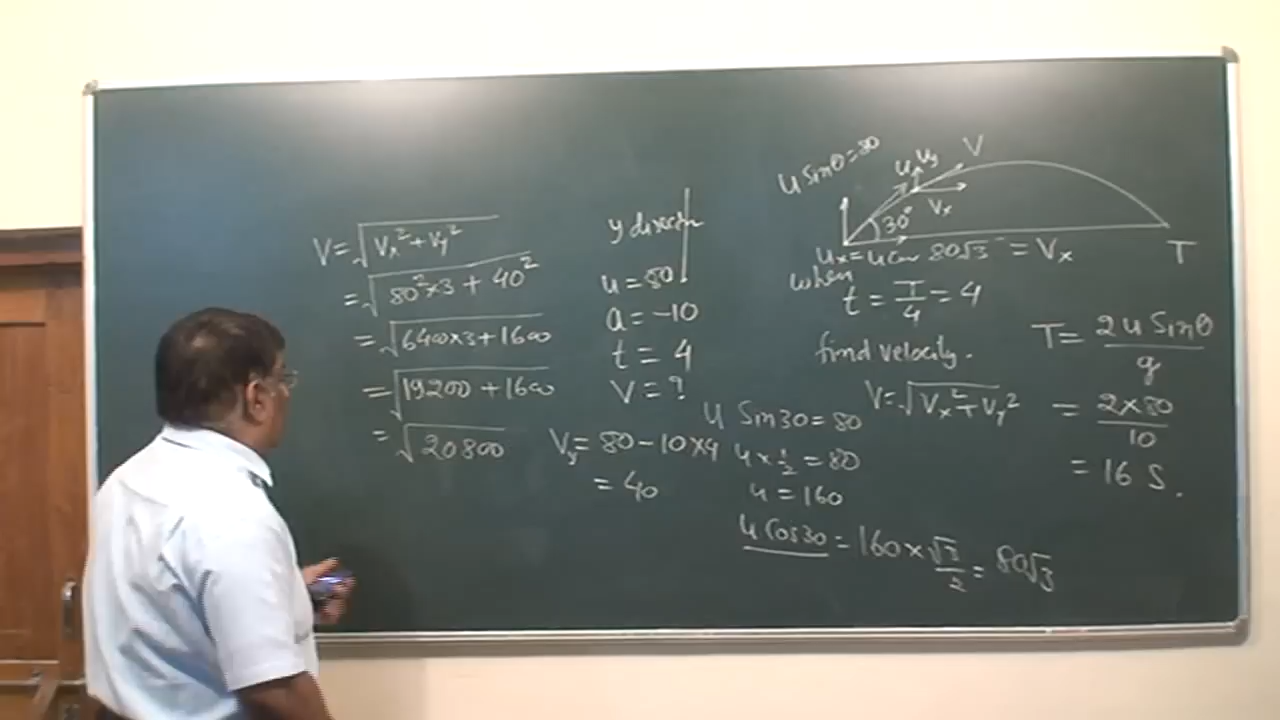 V = √Vx² + Vy²
= √80² × 3 + 40²
= √6400×3 + 1600
= √19200 + 1600
= √20800
y directn
u = 80
a = -10
t = 4
V = ?
Vy = 80 - 10 × 4
= 40
u Sinθ = 80
u
uy
V
30°
Vx
ux = u cos 80√3 = Vx
T
when
t = T/4 = 4
find velocity.
V = √Vx² + Vy²
u Sin30 = 80
u × 1/2 = 80
u = 160
u Cos30 = 160 × √3/2 = 80√3
T = 2u Sinθ/g
= 2 × 80/10
= 16 S.